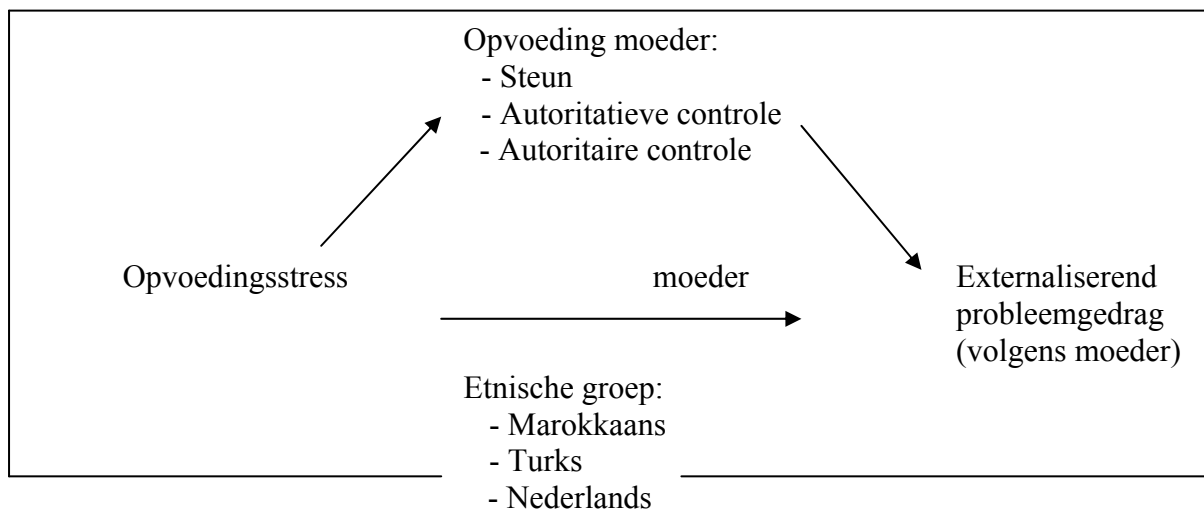 Opvoeding moeder:
- Steun
- Autoritatieve controle
- Autoritaire controle
Opvoedingsstress
moeder
Externaliserend
probleemgedrag
(volgens moeder)
Etnische groep:
- Marokkaans
- Turks
- Nederlands